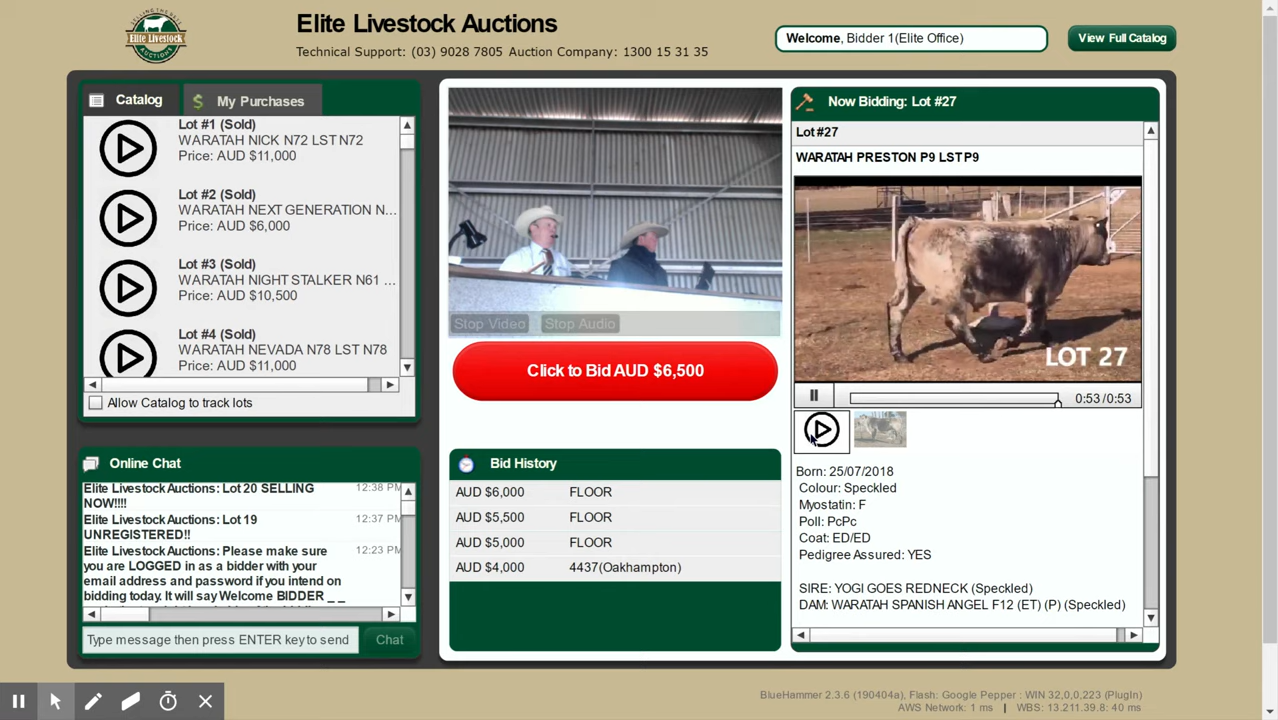 SELLING THE BEST
Elite Livestock
AUCTIONS
Elite Livestock Auctions
Technical Support: (03) 9028 7805 Auction Company: 1300 15 31 35
Welcome, Bidder 1(Elite Office)
View Full Catalog
Catalog
My Purchases
Lot #1 (Sold)
WARATAH NICK N72 LST N72
Price: AUD $11,000
Lot #2 (Sold)
WARATAH NEXT GENERATION N...
Price: AUD $6,000
Lot #3 (Sold)
WARATAH NIGHT STALKER N61 ...
Price: AUD $10,500
Lot #4 (Sold)
WARATAH NEVADA N78 LST N78
Price: AUD $11,000
Allow Catalog to track lots
Online Chat
Elite Livestock Auctions: Lot 20 SELLING 12:38 PM
NOW!!!!
Elite Livestock Auctions: Lot 19 12:37 PM
UNREGISTERED!!
Elite Livestock Auctions: Please make sure 12:23 PM
you are LOGGED in as a bidder with your
email address and password if you intend on
bidding today. It will say Welcome BIDDER _ _
Type message then press ENTER key to send
Chat
Stop Video Stop Audio
Click to Bid AUD $6,500
Bid History
AUD $6,000 FLOOR
AUD $5,500 FLOOR
AUD $5,000 FLOOR
AUD $4,000 4437(Oakhampton)
Now Bidding: Lot #27
Lot #27
WARATAH PRESTON P9 LST P9
LOT 27
0:53 / 0:53
Born: 25/07/2018
Colour: Speckled
Myostatin: F
Poll: PcPc
Coat: ED/ED
Pedigree Assured: YES
SIRE: YOGI GOES REDNECK (Speckled)
DAM: WARATAH SPANISH ANGEL F12 (ET) (P) (Speckled)
BlueHammer 2.3.6 (190404a), Flash: Google Pepper : WIN 32,0,0,223 (PlugIn)
AWS Network: 1 ms | WBS: 13.211.39.8: 40 ms